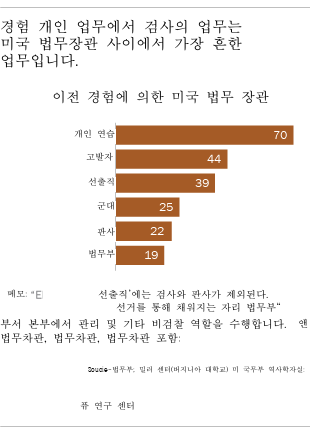 경험 개인 업무에서 검사의 업무는
미국 법무장관 사이에서 가장 흔한
업무입니다.
이전 경험에 의한 미국 법무 장관
개인 연습 70
고발자 44
선출직 39
군대 25
판사 22
법무부 19
메모: “El 선출직’에는 검사와 판사가 제외된다.
선거를 통해 채워지는 자리 법무부“
부서 본부에서 관리 및 기타 비검찰 역할을 수행합니다. 앤
법무차관, 법무차관, 법무차관 포함:
법무부; 밀러 센터(버지니아 대학교) 미 국무부 역사학자실:
퓨 연구 센터